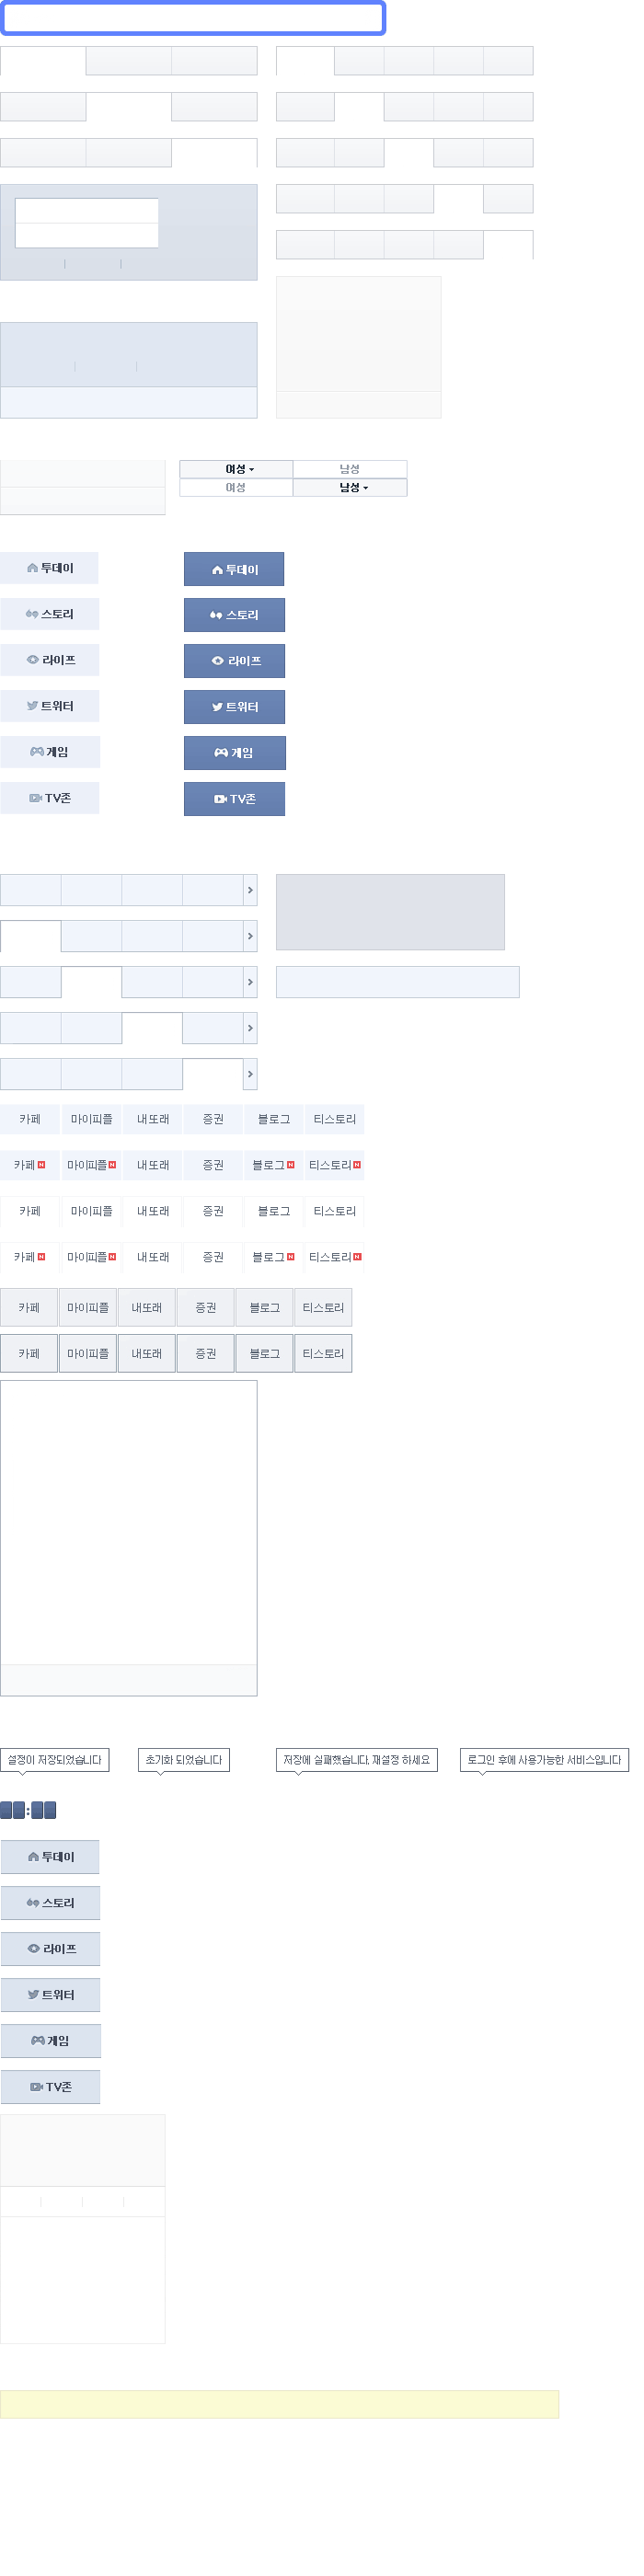 여성 남성
여성 남성
투데이 투데이
스토리 스토리
라이프 라이프
트위터 트위터
게임 게임
TV존 TV존
카페 마이피플 내또래 증권 블로그 티스토리
카페 N 마이피플 N 내또래 증권 블로그 N 티스토리 N
카페 마이피플 내또래 증권 블로그 티스토리
카페 N 마이피플 N 내또래 증권 블로그 N 티스토리 N
카페 마이피플 내또래 증권 블로그 티스토리
카페 마이피플 내또래 증권 블로그 티스토리
설정이 저장되었습니다 초기화 되었습니다 저장에 실패했습니다, 재설정 하세요 로그인 후에 사용가능한 서비스입니다
투데이
스토리
라이프
트위터
게임
TV존